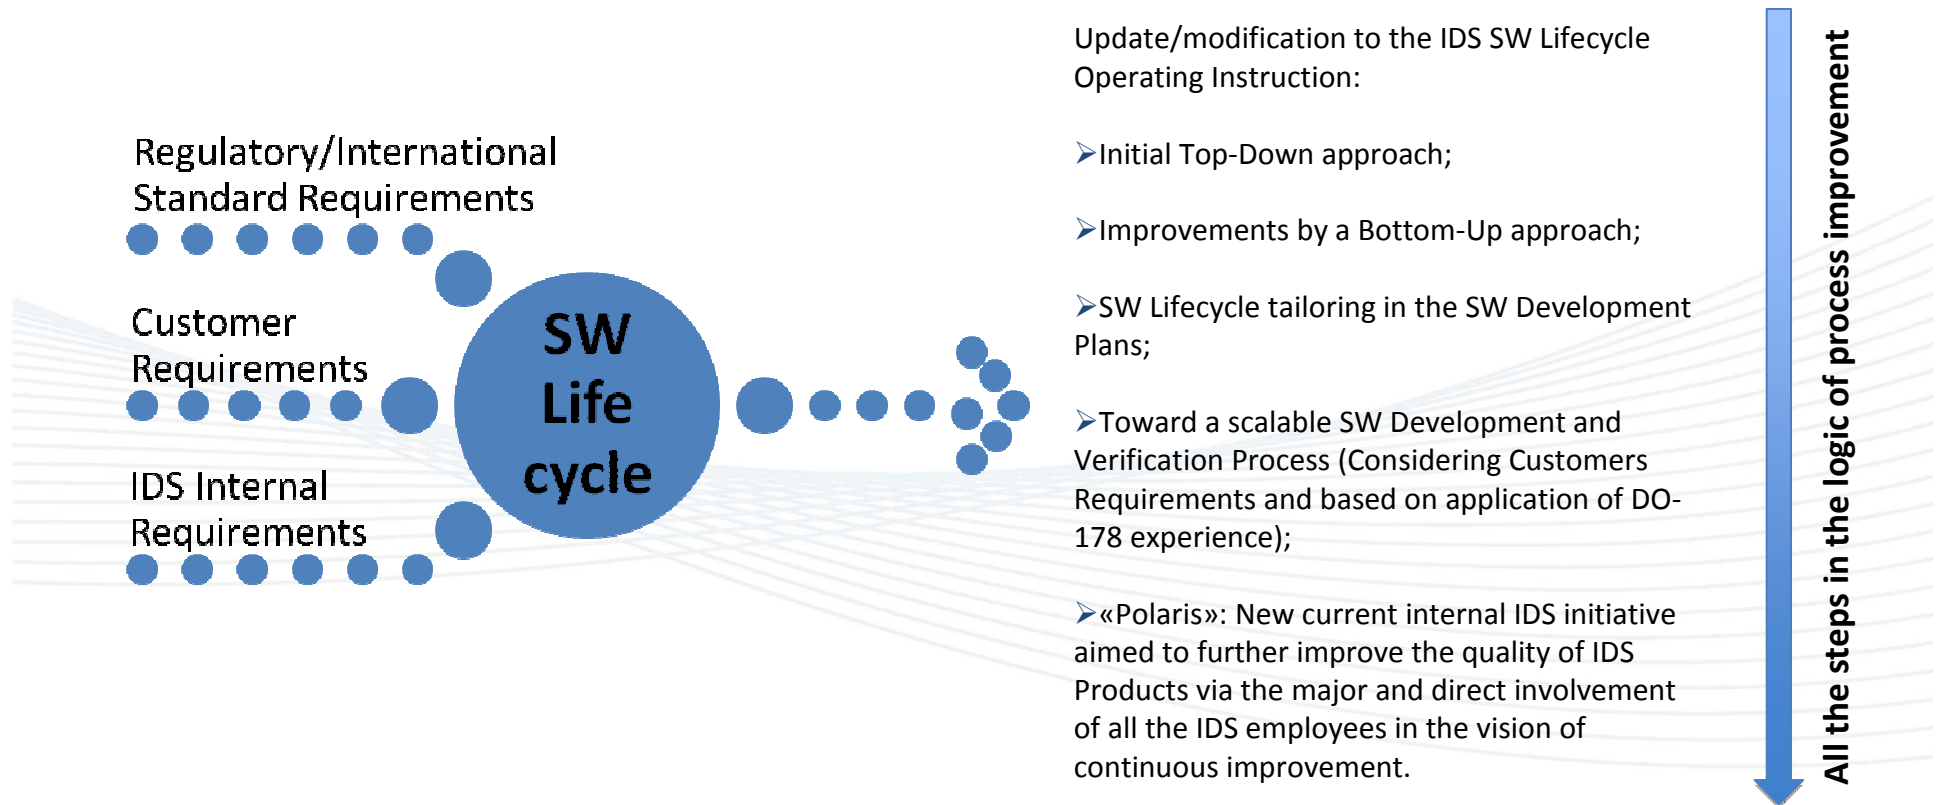 Regulatory/International
Standard Requirements
Customer
Requirements
IDS Internal
Requirements
SW
Life
cycle
Update/modification to the IDS SW Lifecycle
Operating Instruction:
➢Initial Top-Down approach;
➢Improvements by a Bottom-Up approach;
➢SW Lifecycle tailoring in the SW Development
Plans;
➢Toward a scalable SW Development and
Verification Process (Considering Customers
Requirements and based on application of DO-
178 experience);
➢«Polaris»: New current internal IDS initiative
aimed to further improve the quality of IDS
Products via the major and direct involvement
of all the IDS employees in the vision of
continuous improvement.
All the steps in the logic of process improvement